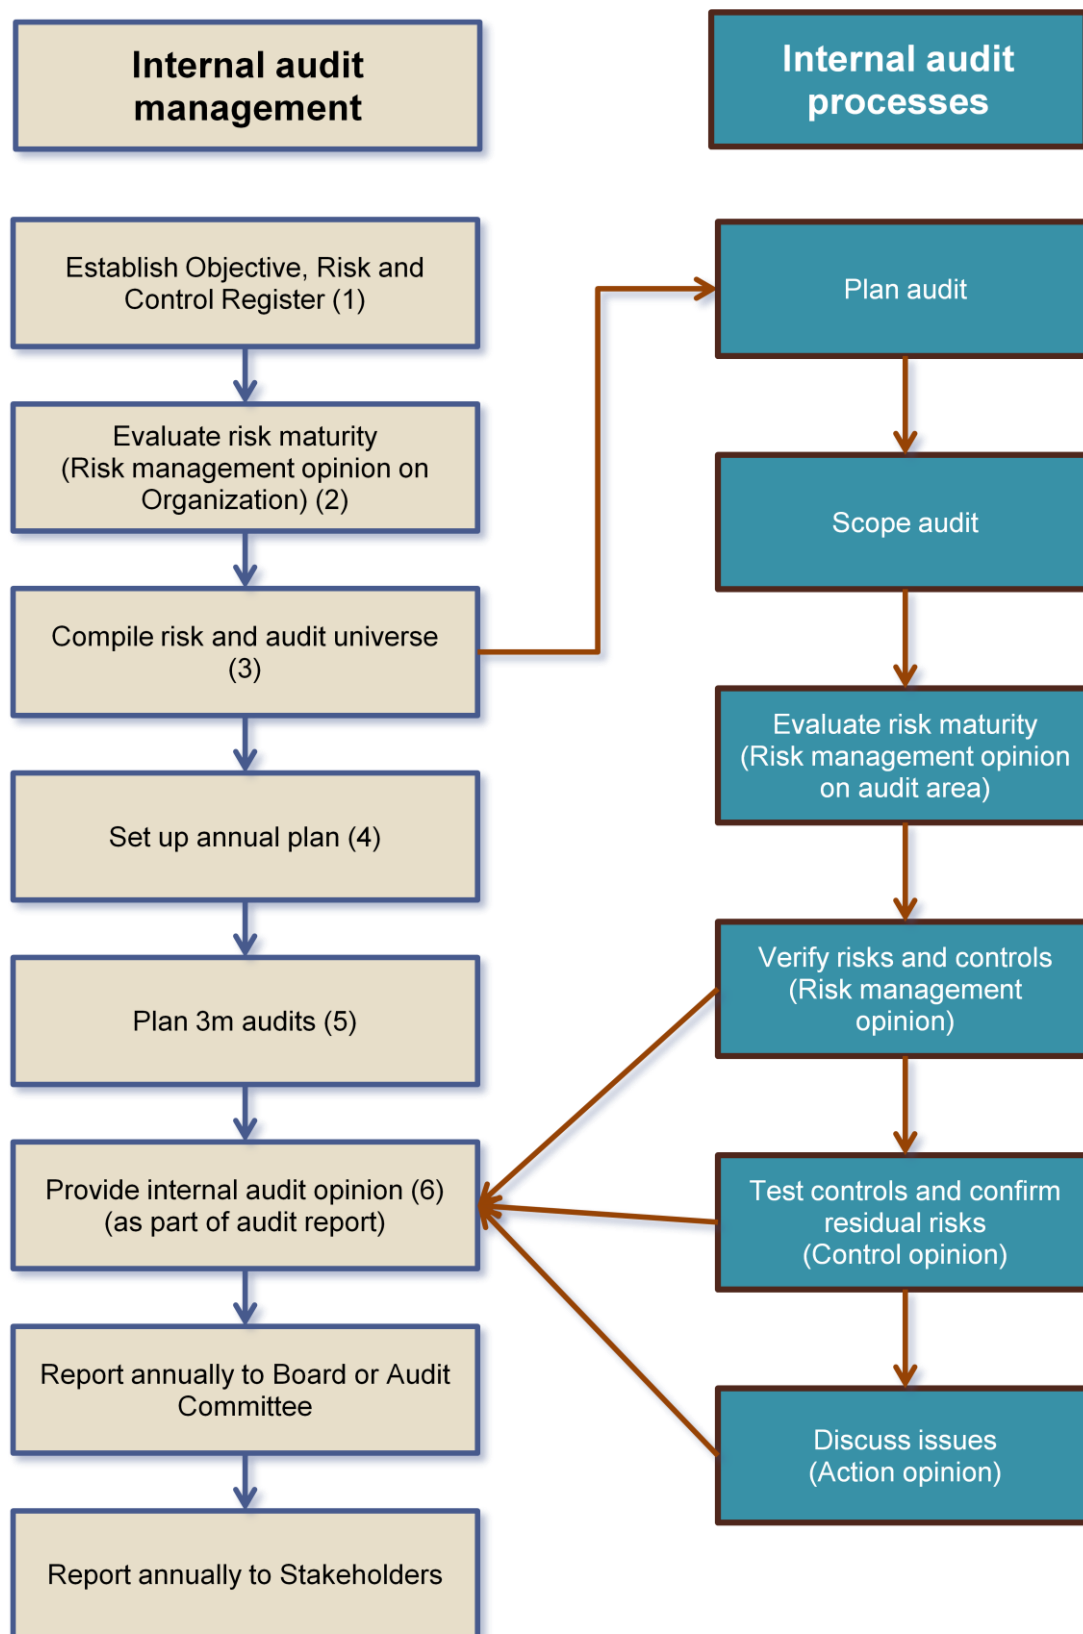 Internal audit
management
Internal audit
processes
Establish Objective, Risk and
Control Register (1)
Evaluate risk maturity
(Risk management opinion on
Organization) (2)
Compile risk and audit universe
(3)
Set up annual plan (4)
Plan 3m audits (5)
Provide internal audit opinion (6)
(as part of audit report)
Report annually to Board or Audit
Committee
Report annually to Stakeholders
Plan audit
Scope audit
Evaluate risk maturity
(Risk management opinion
on audit area)
Verify risks and controls
(Risk management
opinion)
Test controls and confirm
residual risks
(Control opinion)
Discuss issues
(Action opinion)